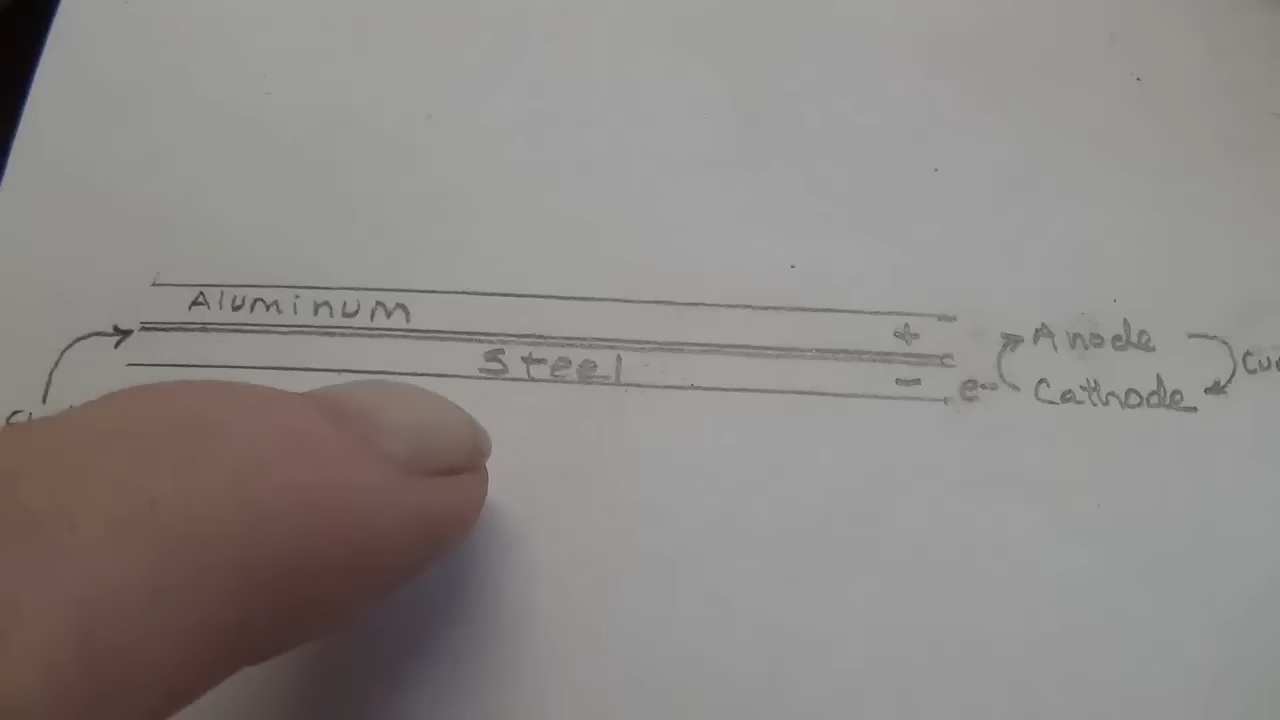 Aluminum
+
Anode
Steel
-
e-
Cathode